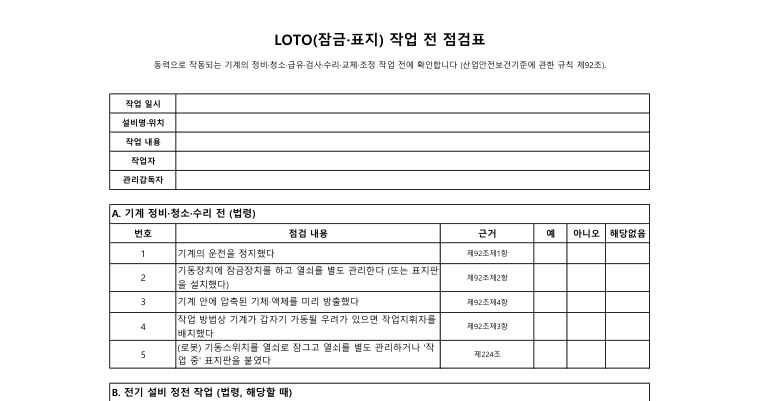 LOTO(잠금·표지) 작업 전 점검표
동력으로 작동되는 기계의 정비·청소·급유·검사·수리·교체·조정 작업 전에 확인합니다 (산업안전보건기준에 관한 규칙 제92조).
작업 일시
설비명·위치
작업 내용
작업자
관리감독자
A. 기계 정비·청소·수리 전 (법령)
번호 점검 내용 근거 예 아니오 해당없음
1 기계의 운전을 정지했다 제92조제1항
2 기동장치에 잠금장치를 하고 열쇠를 별도 관리한다 (또는 표지판
을 설치했다) 제92조제2항
3 기계 안에 압축된 기체·액체를 미리 방출했다 제92조제4항
4 작업 방법상 기계가 갑자기 가동될 우려가 있으면 작업지휘자를
배치했다 제92조제3항
5 (로봇) 기동스위치를 열쇠로 잠그고 열쇠를 별도 관리하거나 '작
업 중' 표지판을 붙였다 제224조
B. 전기 설비 정전 작업 (법령, 해당할 때)